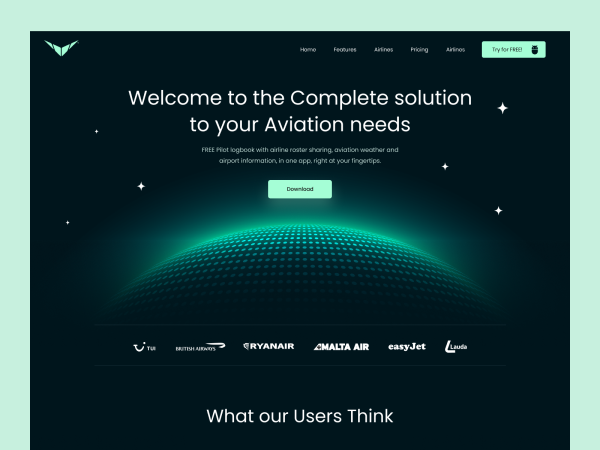 Home Features Airlines Pricing Airlines Try for FREE!
Welcome to the Complete solution
to your Aviation needs
FREE Pilot logbook with airline roster sharing, aviation weather and
airport information, in one app, right at your fingertips.
Download
TUI BRITISH AIRWAYS RYANAIR MALTA AIR easyJet Lauda
What our Users Think